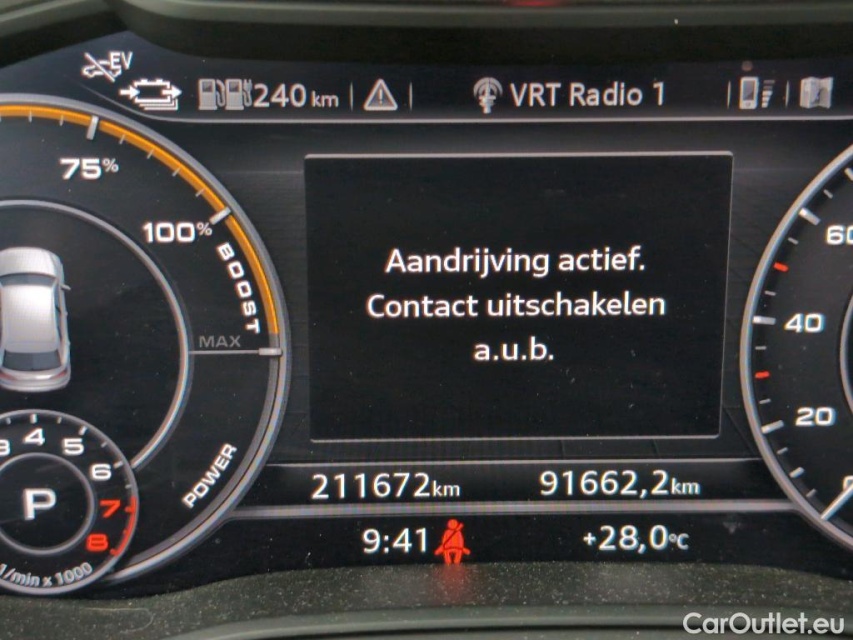 EV
240 km
VRT Radio 1
75%
100%
BOOST
MAX
POWER
Aandrijving actief.
Contact uitschakelen
a.u.b.
60
40
20
4 5 6 7 8
P
1/min x 1000
211672km
91662,2km
9:41
+28,0°C
CarOutlet.eu